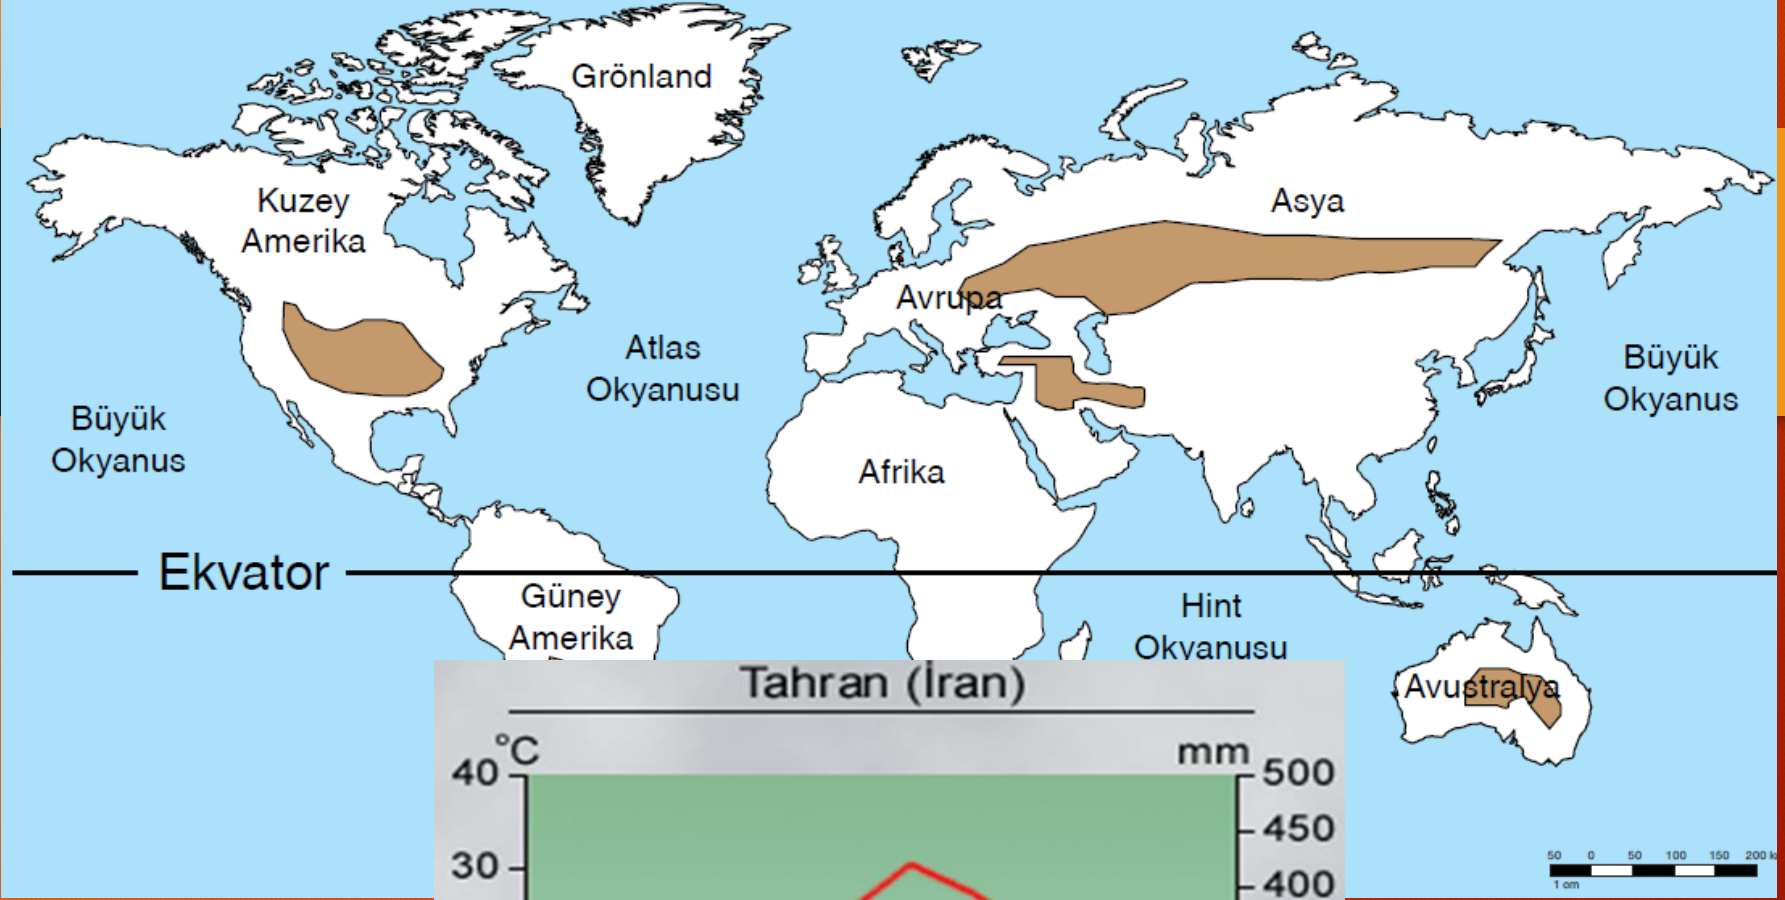 Grönland
Kuzey
Amerika
Asya
Avrupa
Atlas
Okyanusu
Büyük
Okyanus
Büyük
Okyanus
Afrika
Ekvator
Güney
Amerika
Hint
Okyanusu
Avustralya
Tahran (İran)
°C
mm
40
500
450
30
400
50 0 50 100 150 200
1 cm